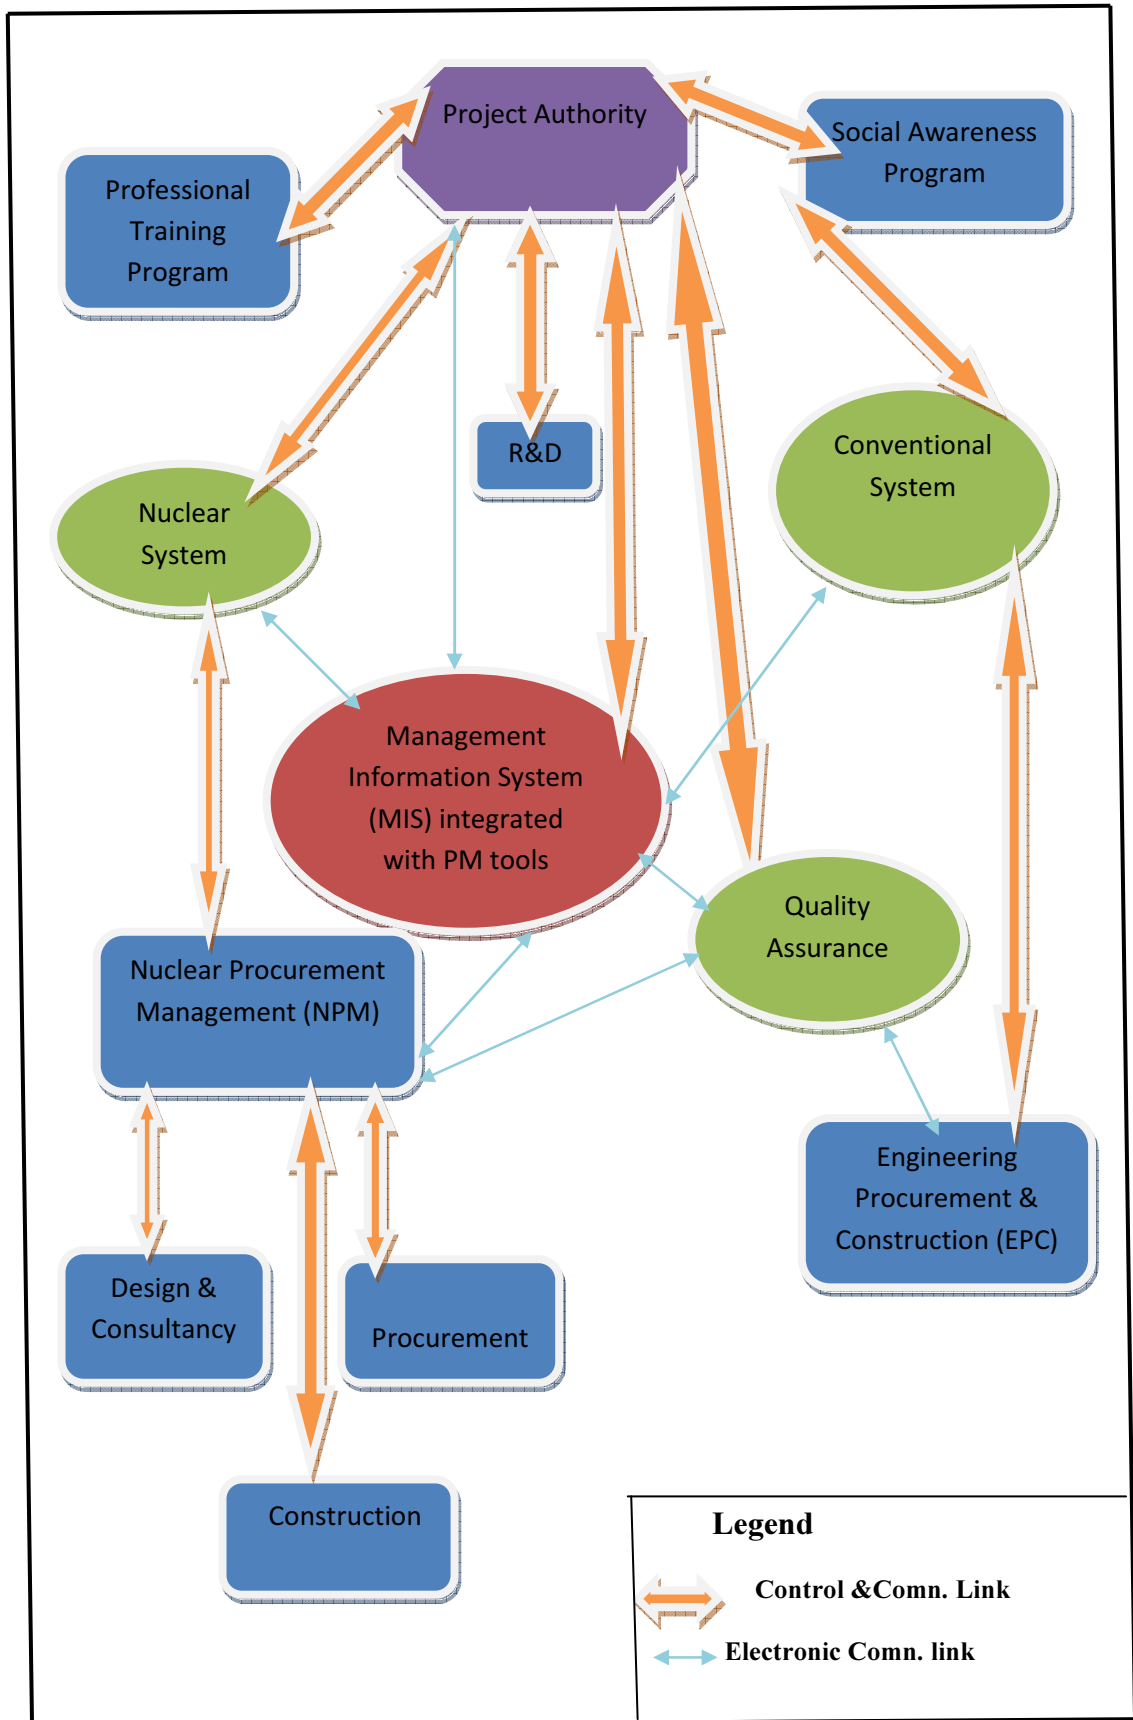 Project Authority
Social Awareness
Program
Professional
Training
Program
R&D
Conventional
System
Nuclear
System
Management
Information System
(MIS) integrated
with PM tools
Quality
Assurance
Nuclear Procurement
Management (NPM)
Engineering
Procurement &
Construction (EPC)
Design &
Consultancy
Procurement
Construction
Legend
Control &Comn. Link
Electronic Comn. link